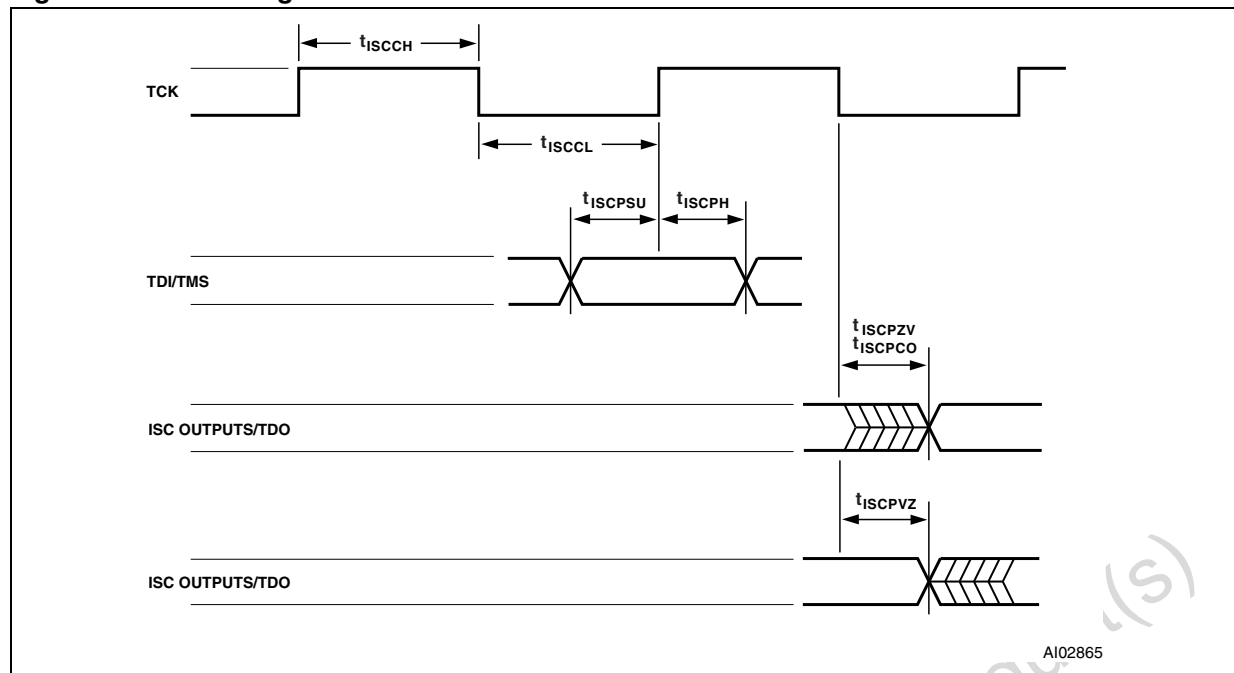 tISCCH
TCK
tISCCL
tISCPSU
tISCPH
TDI/TMS
tISCPZV
tISCPCO
ISC OUTPUTS/TDO
tISCPVZ
ISC OUTPUTS/TDO
AI02865